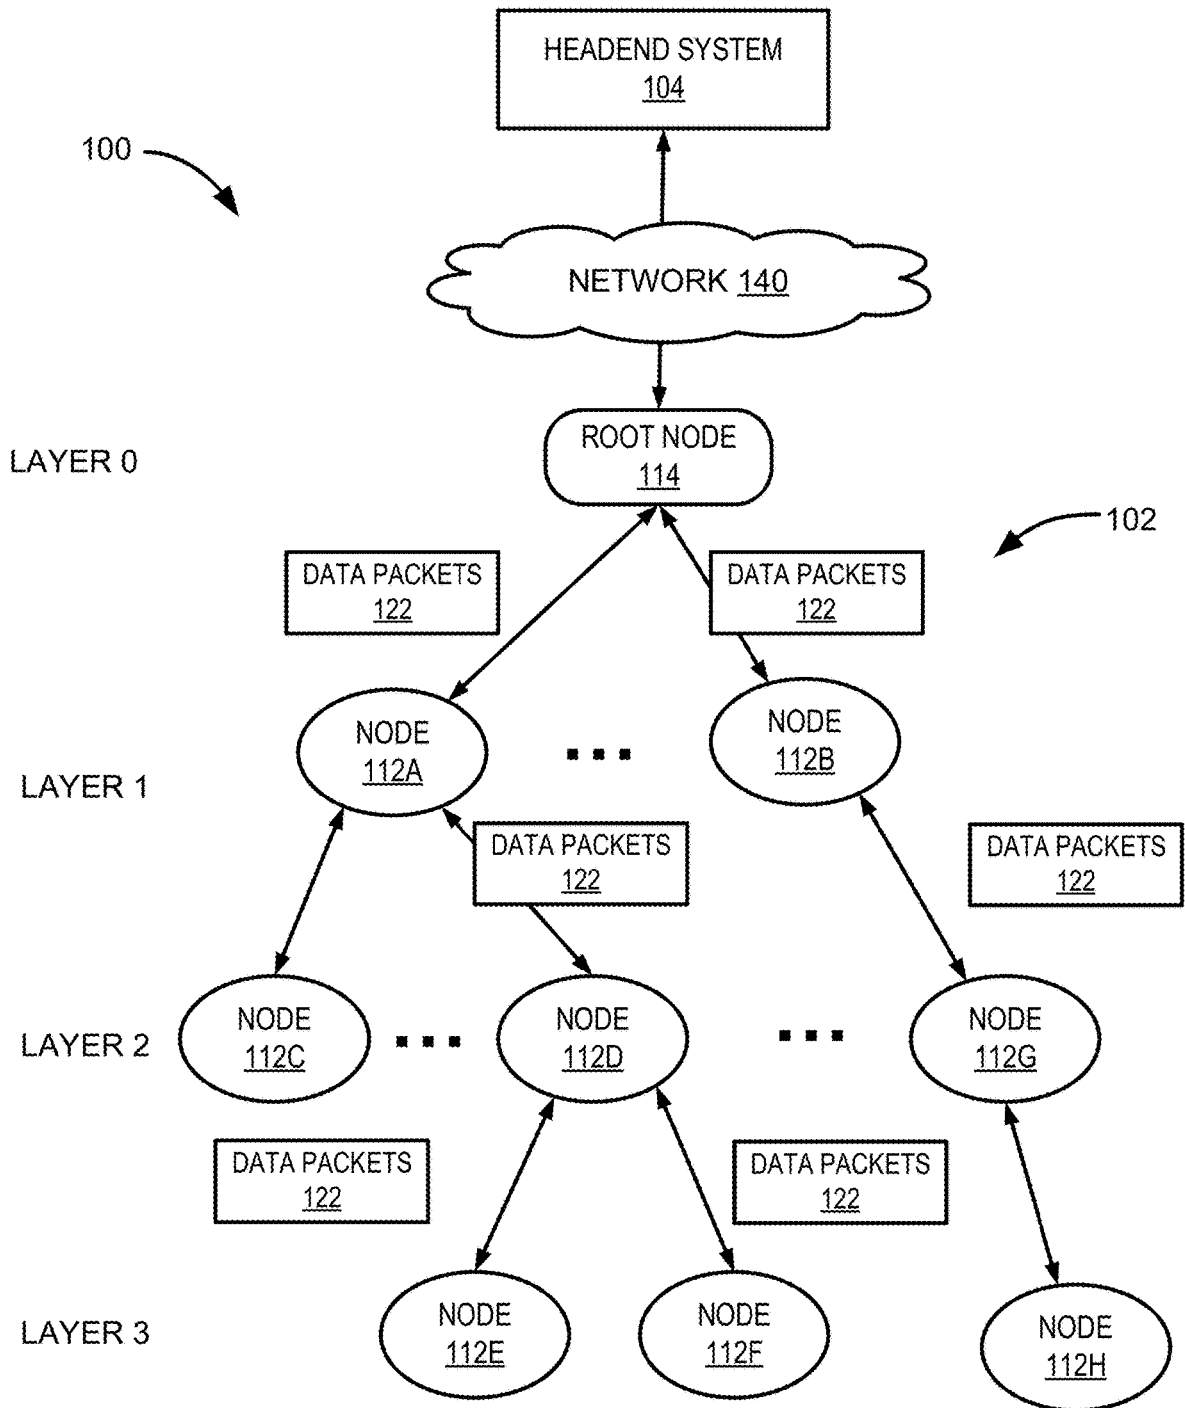 HEADEND SYSTEM
104
100
NETWORK 140
ROOT NODE
114
LAYER 0
102
DATA PACKETS
122
DATA PACKETS
122
NODE
112A
NODE
112B
LAYER 1
DATA PACKETS
122
DATA PACKETS
122
NODE
112C
NODE
112D
NODE
112G
LAYER 2
DATA PACKETS
122
DATA PACKETS
122
NODE
112E
NODE
112F
NODE
112H
LAYER 3